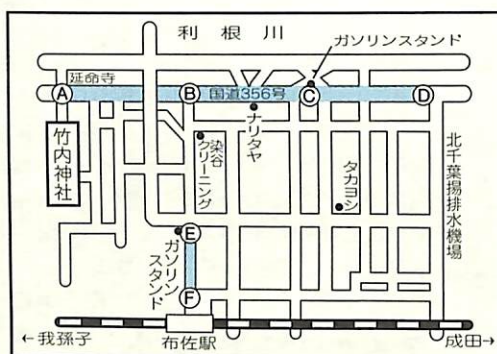 利根川
ガソリンスタンド
延命寺
A
B
国道356号
C
D
ナリタヤ
竹内神社
染谷
クリーニング
タカヨシ
北千葉揚排水機場
E
ガソリン
スタンド
F
←我孫子
布佐駅
成田→